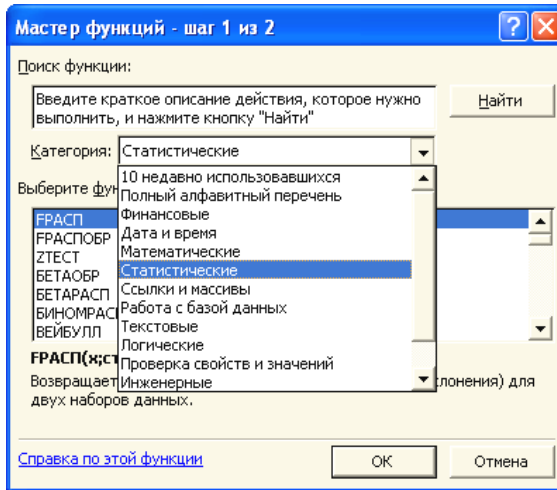 Мастер функций - шаг 1 из 2
Поиск функции:
Введите краткое описание действия, которое нужно
выполнить, и нажмите кнопку "Найти"
Найти
Категория: Статистические
10 недавно использовавшихся
Полный алфавитный перечень
Финансовые
Дата и время
Математические
Статистические
Ссылки и массивы
Работа с базой данных
Текстовые
Логические
Проверка свойств и значений
Инженерные
Выберите
FРАСП
FРАСПОБР
ZТЕСТ
БЕТАОБР
БЕТАРАСП
ВЕЙБУЛЛ
FРАСП(x;
Возвращает
для
двух наборов данных.
Справка по этой функции
ОК
Отмена